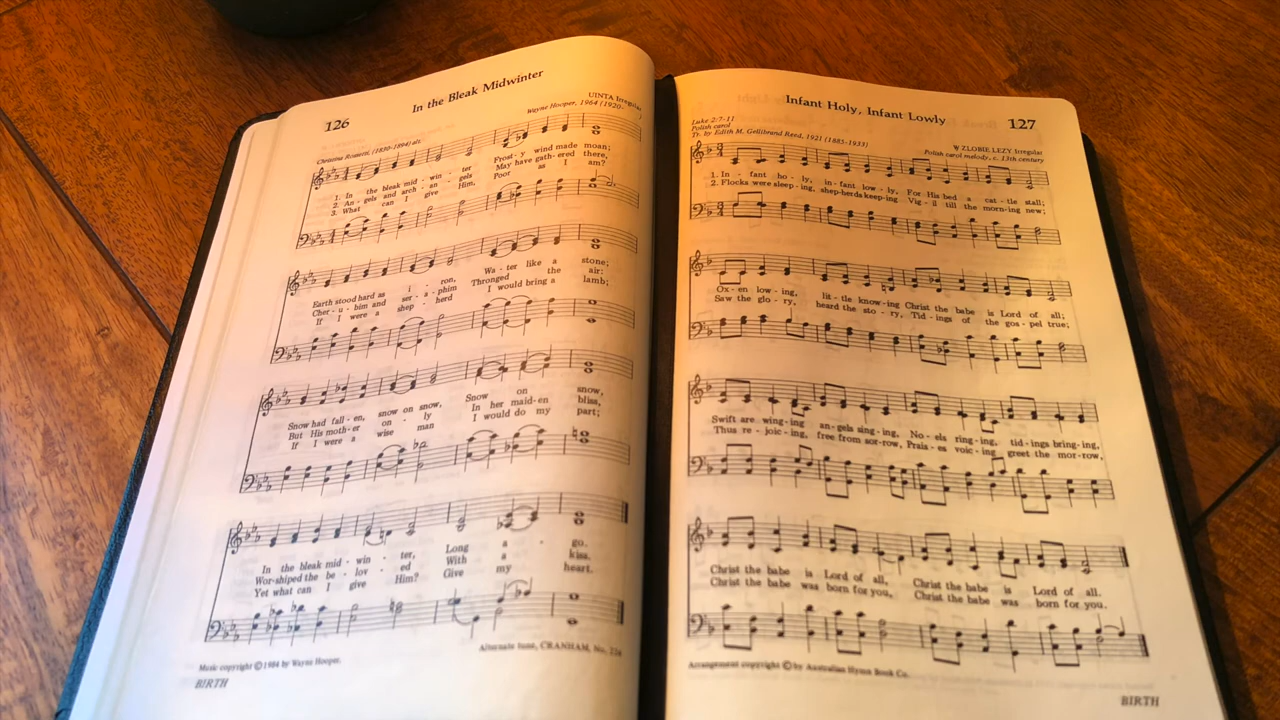 In the Bleak Midwinter
126
UINTA Irregular
Wayne Hooper, 1964 (1920- )
Christina Rossetti, (1830-1894) alt.
1. In the bleak mid - win - ter Frost - y wind made moan;
2. An - gels and arch - an - gels May have gath - ered there,
3. What can I give Him, Poor as I am?
Earth stood hard as i - ron, Wa - ter like a stone;
Cher - u - bim and ser - a - phim Thronged the air:
If I were a shep - herd I would bring a lamb;
Snow had fall - en, snow on snow, Snow on snow,
But His moth - er on - ly In her maid - en bliss,
If I were a wise man I would do my part;
In the bleak mid - win - ter, Long a - go.
Wor - shiped the be - lov - ed With a kiss.
Yet what can I give Him? Give my heart.
Music copyright © 1984 by Wayne Hooper.
Alternate tune, CRANHAM, No.
BIRTH
Infant Holy, Infant Lowly
127
Luke 2:7-11
Polish carol
Tr. by Edith M. Gellibrand Reed, 1921 (1885-1933)
W ZLOBIE LEZY Irregular
Polish carol melody, c. 13th century
1. In - fant ho - ly, in - fant low - ly, For His bed a cat - tle stall;
2. Flocks were sleep - ing, shep - herds keep - ing Vig - il till the morn - ing new;
Ox - en low - ing, lit - tle know - ing Christ the babe is Lord of all;
Saw the glo - ry, heard the sto - ry, Tid - ings of the gos - pel true;
Swift are wing - ing an - gels sing - ing, No - els ring - ing, tid - ings bring - ing,
Thus re - joic - ing, free from sor - row, Prais - es voic - ing greet the mor - row,
Christ the babe is Lord of all, Christ the babe is Lord of all.
Christ the babe was born for you, Christ the babe was born for you.
Arrangement copyright © by Australian Hymn Book Co.
BIRTH